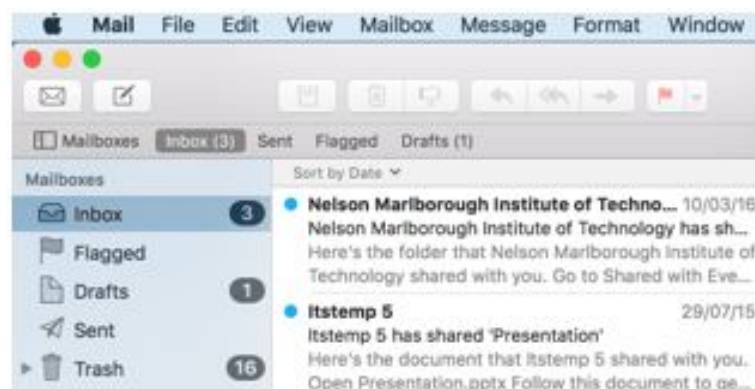 Mail File Edit View Mailbox Message Format Window
Mailboxes Inbox (3) Sent Flagged Drafts (1)
Mailboxes
Inbox 3
Flagged
Drafts 1
Sent
Trash 16
Sort by Date
Nelson Marlborough Institute of Techno... 10/03/16
Nelson Marlborough Institute of Technology has sh...
Here's the folder that Nelson Marlborough Institute of
Technology shared with you. Go to Shared with Eve...
Itstemp 5 29/07/15
Itstemp 5 has shared 'Presentation'
Here's the document that Itstemp 5 shared with you.
Open Presentation.pptx Follow this document to ge...